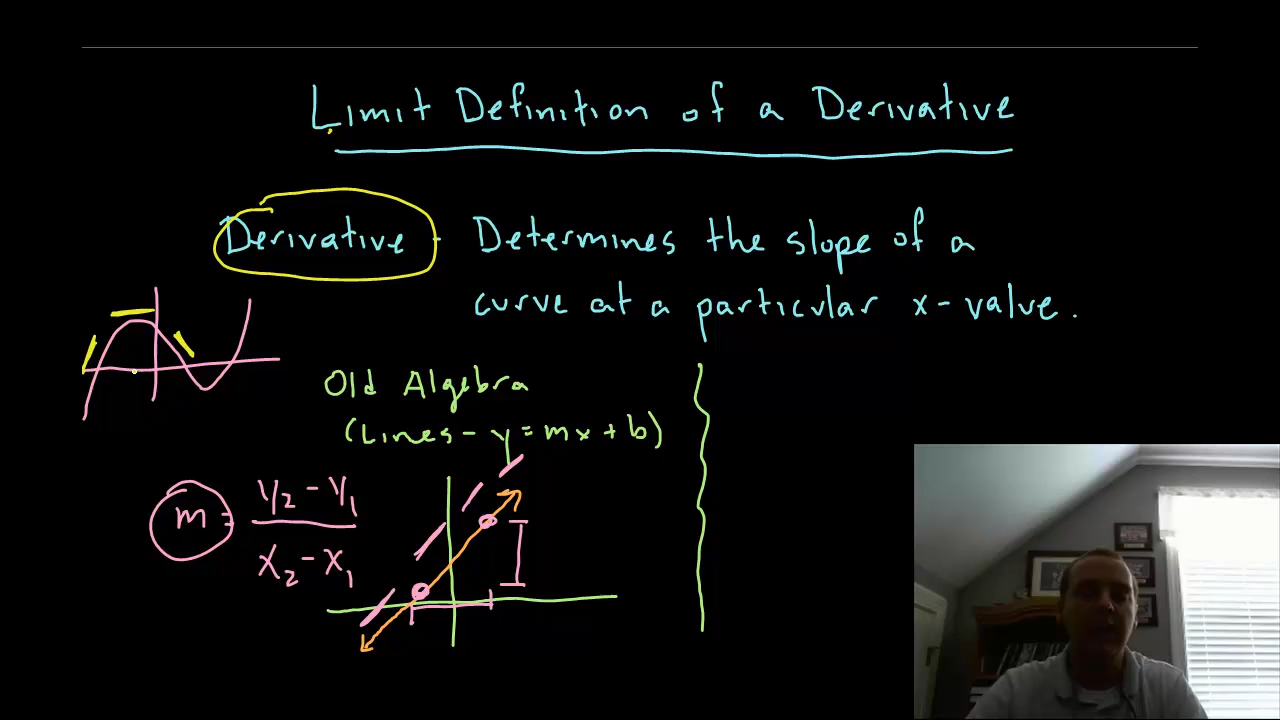 Limit Definition of a Derivative
Derivative - Determines the slope of a
curve at a particular x-value.
Old Algebra
(Lines - y = mx + b)
m = y₂ - y₁
x₂ - x₁